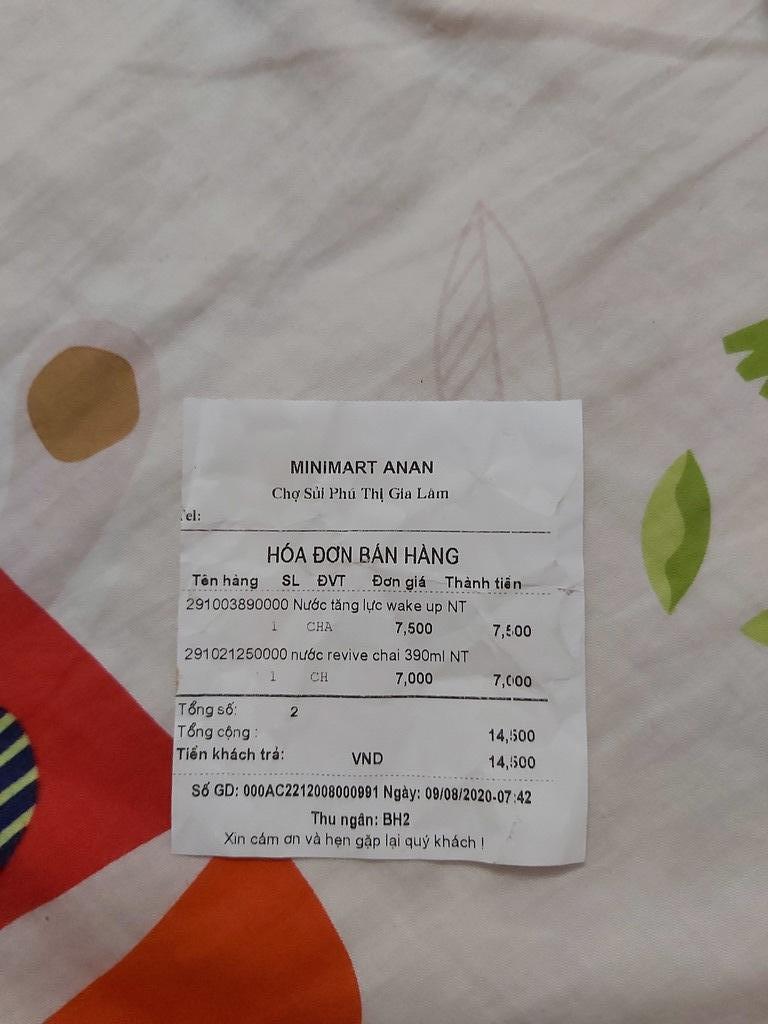 MINIMART ANAN
Chợ Sủi Phú Thị Gia Lâm
Tel:
HÓA ĐƠN BÁN HÀNG
Tên hàng SL ĐVT Đơn giá Thành tiền
291003890000 Nước tăng lực wake up NT
1 CHA 7,500 7,500
291021250000 nước revive chai 390ml NT
1 CH 7,000 7,000
Tổng số: 2
Tổng cộng : 14,500
Tiền khách trả: VND 14,500
Số GD: 000AC2212008000991 Ngày: 09/08/2020-07:42
Thu ngân: BH2
Xin cám ơn và hẹn gặp lại quý khách !